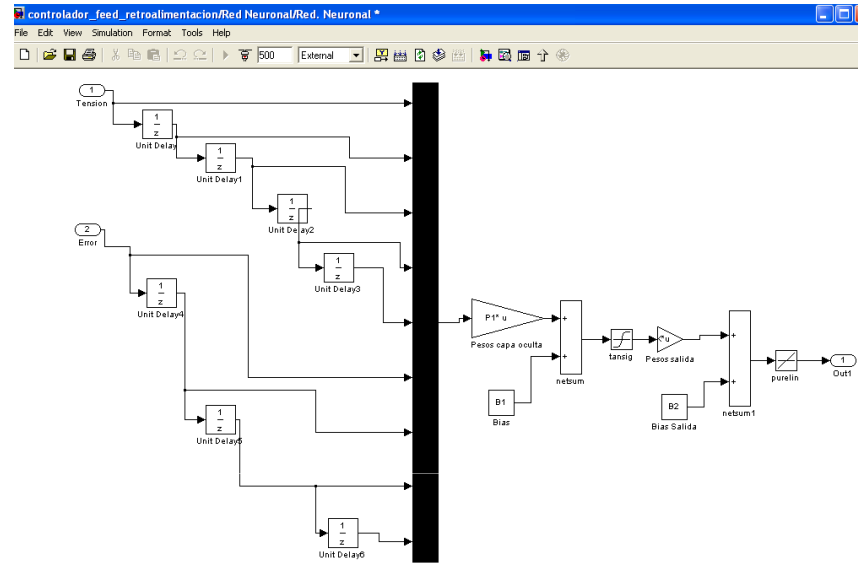 controlador_feed_retroalimentacion/Red Neuronal/Red. Neuronal *
File Edit View Simulation Format Tools Help
500 External
1
Tension
1
z
Unit Delay
1
z
Unit Delay1
1
z
Unit Delay2
1
z
Unit Delay3
2
Error
1
z
Unit Delay4
1
z
Unit Delay5
1
z
Unit Delay6
P1* u
Pesos capa oculta
B1
Bias
+
+
netsum
tansig
K*u
Pesos salida
B2
Bias Salida
+
+
netsum1
purelin
1
Out1